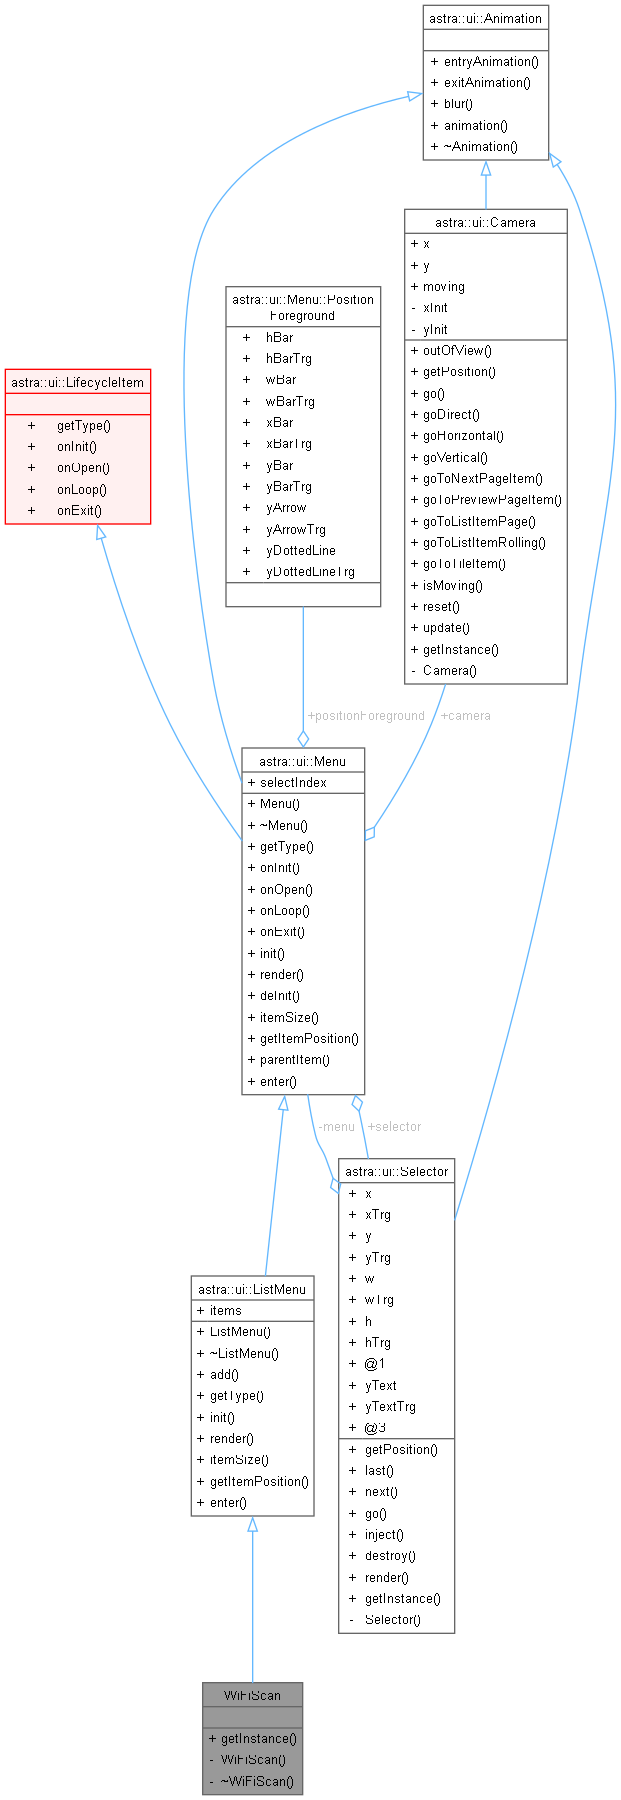 astra::ui::Animation
+ entryAnimation()
+ exitAnimation()
+ blur()
+ animation()
+ ~Animation()
astra::ui::Camera
+ x
+ y
+ moving
- xInit
- yInit
+ outOfView()
+ getPosition()
+ go()
+ goDirect()
+ goHorizontal()
+ goVertical()
+ goToNextPageItem()
+ goToPreviewPageItem()
+ goToListItemPage()
+ goToListItemRolling()
+ goToTileItem()
+ isMoving()
+ reset()
+ update()
+ getInstance()
- Camera()
astra::ui::Menu::Position
Foreground
+ hBar
+ hBarTrg
+ wBar
+ wBarTrg
+ xBar
+ xBarTrg
+ yBar
+ yBarTrg
+ yArrow
+ yArrowTrg
+ yDottedLine
+ yDottedLineTrg
astra::ui::LifecycleItem
+ getType()
+ onInit()
+ onOpen()
+ onLoop()
+ onExit()
+positionForeground
+camera
astra::ui::Menu
+ selectIndex
+ Menu()
+ ~Menu()
+ getType()
+ onInit()
+ onOpen()
+ onLoop()
+ onExit()
+ init()
+ render()
+ deInit()
+ itemSize()
+ getItemPosition()
+ parentItem()
+ enter()
-menu
+selector
astra::ui::Selector
+ x
+ xTrg
+ y
+ yTrg
+ w
+ wTrg
+ h
+ hTrg
+ @1
+ yText
+ yTextTrg
+ @3
+ getPosition()
+ last()
+ next()
+ go()
+ inject()
+ destroy()
+ render()
+ getInstance()
- Selector()
astra::ui::ListMenu
+ items
+ ListMenu()
+ ~ListMenu()
+ add()
+ getType()
+ init()
+ render()
+ itemSize()
+ getItemPosition()
+ enter()
WiFiScan
+ getInstance()
- WiFiScan()
- ~WiFiScan()